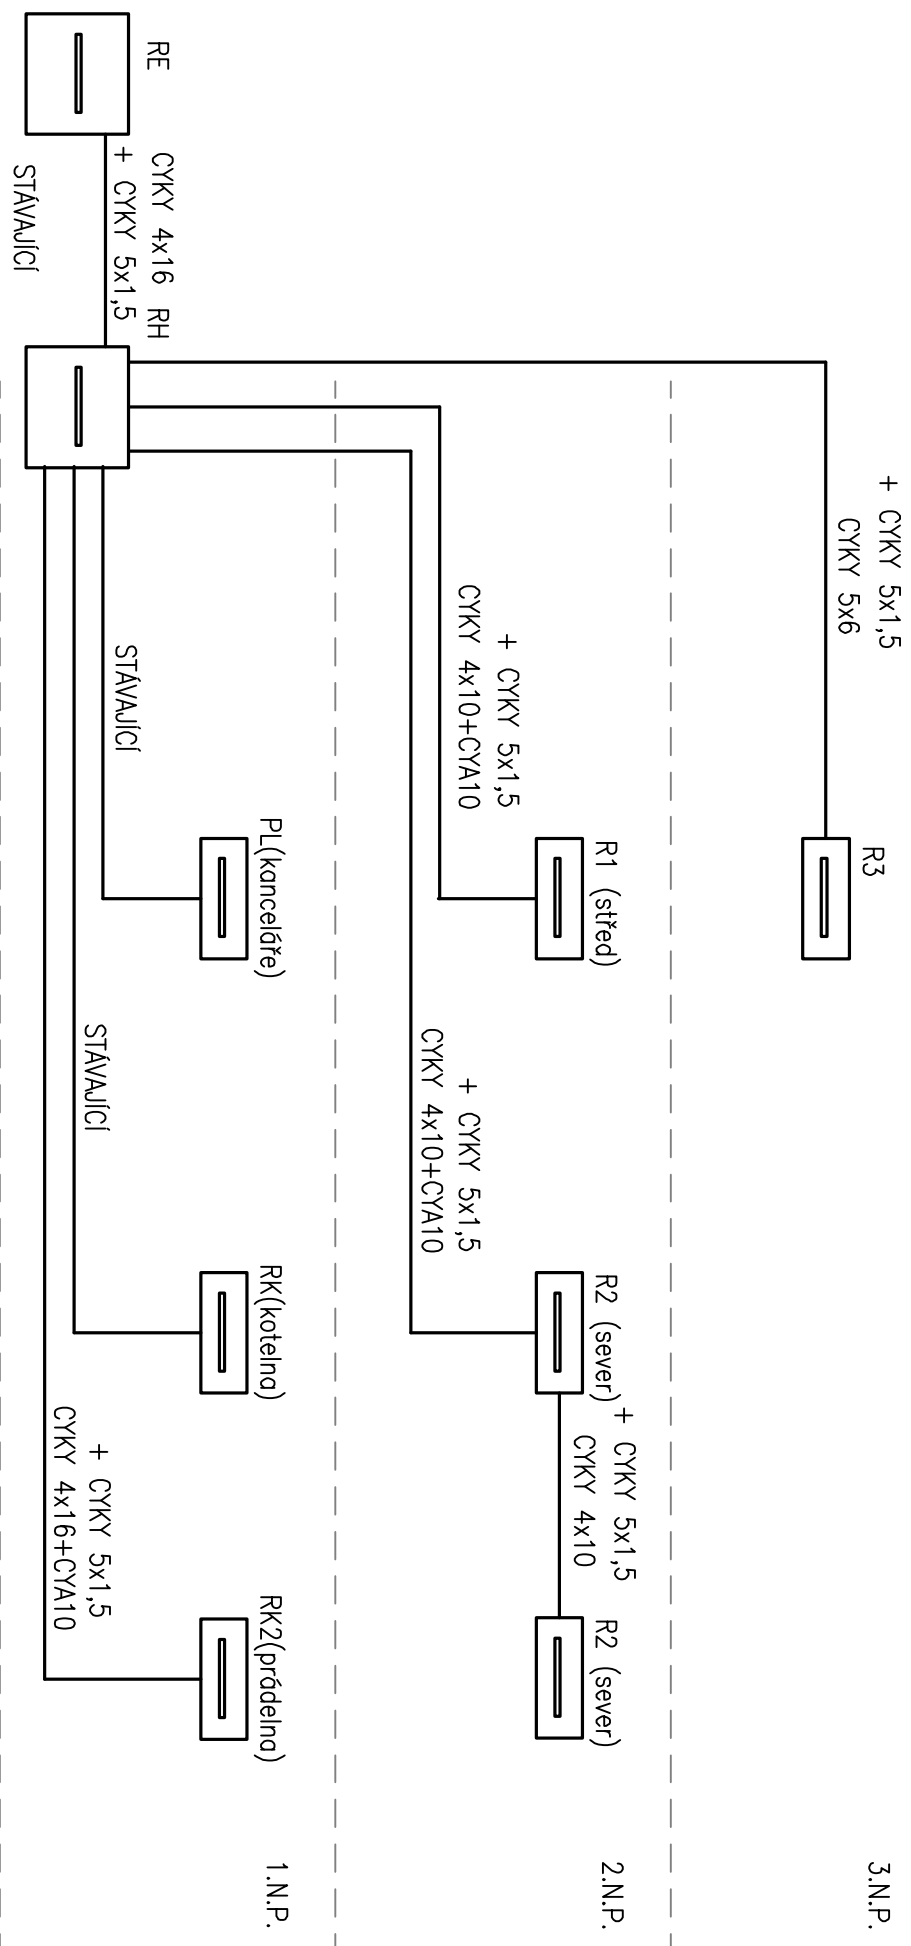 + CYKY 5x1,5
CYKY 5x6
R3
3.N.P.
+ CYKY 5x1,5
CYKY 4x10+CYA10
R1 (střed)
+ CYKY 5x1,5
CYKY 4x10+CYA10
R2 (sever)
+ CYKY 5x1,5
CYKY 4x10
R2 (sever)
2.N.P.
RE
CYKY 4x16
+ CYKY 5x1,5
STÁVAJÍCÍ
RH
STÁVAJÍCÍ
PL(kanceláře)
STÁVAJÍCÍ
RK(kotelna)
+ CYKY 5x1,5
CYKY 4x16+CYA10
RK2(prádelna)
1.N.P.